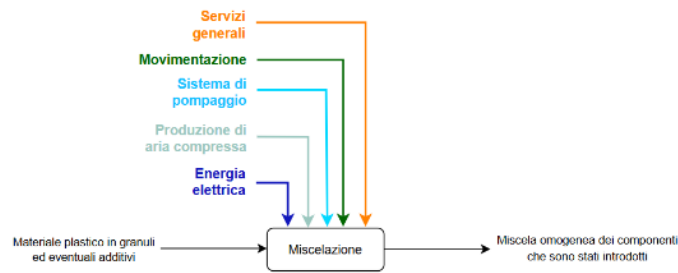 Servizi
generali
Movimentazione
Sistema di
pompaggio
Produzione di
aria compressa
Energia
elettrica
Materiale plastico in granuli
ed eventuali additivi
Miscelazione
Miscela omogenea dei componenti
che sono stati introdotti